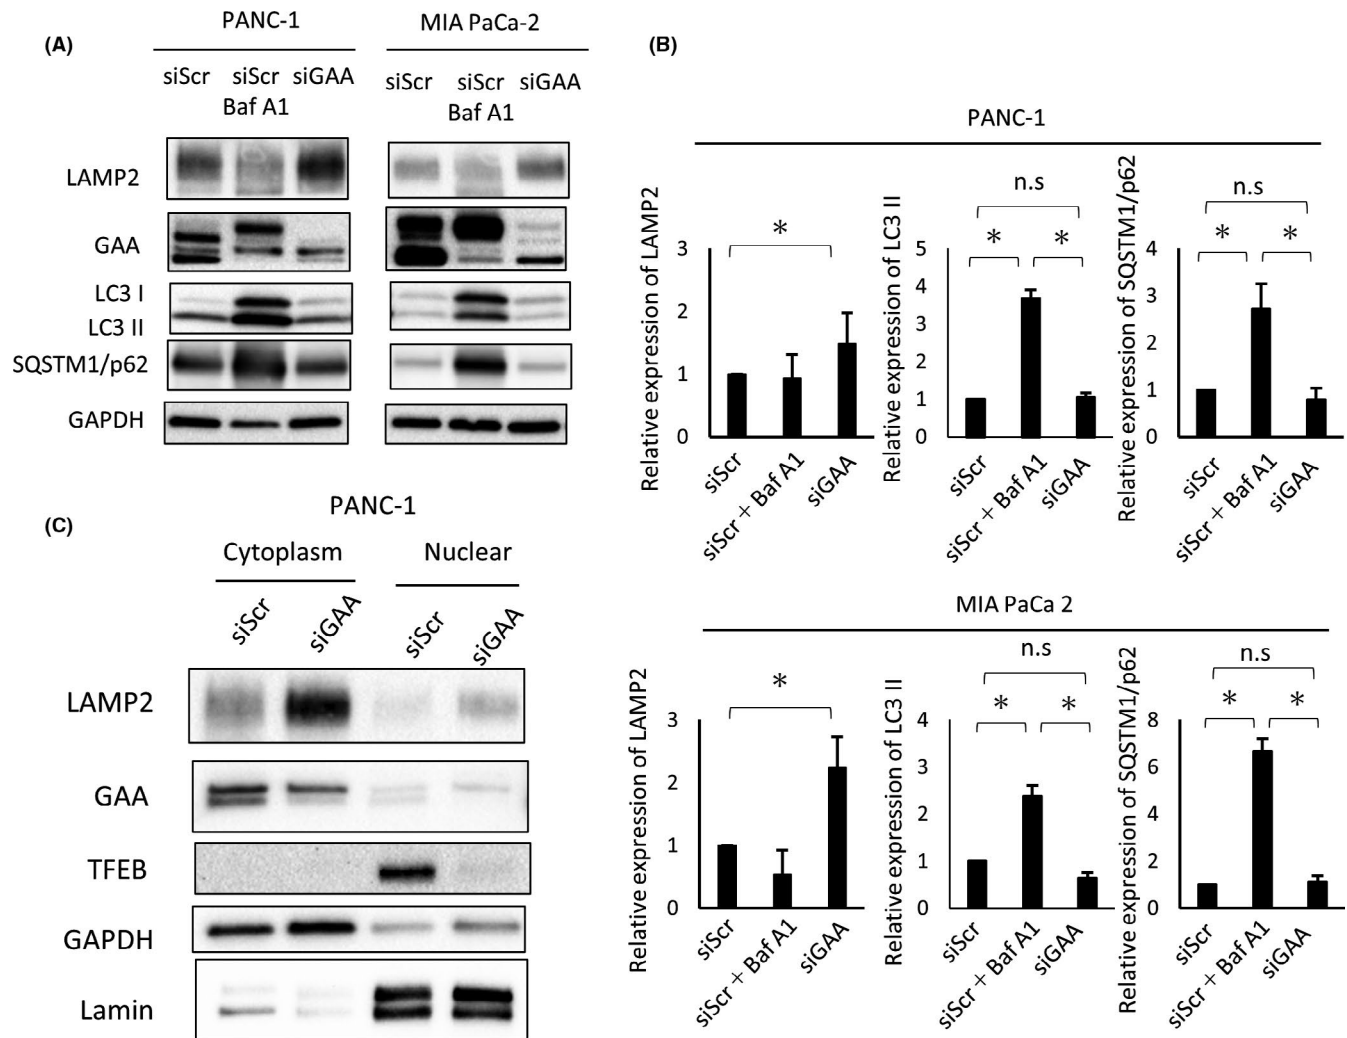 (A)
PANC-1
MIA PaCa-2
siScr siScr siGAA
Baf A1
siScr siScr siGAA
Baf A1
LAMP2
GAA
LC3 I
LC3 II
SQSTM1/p62
GAPDH
(B)
PANC-1
Relative expression of LAMP2
3
2
1
0
*
siScr
siScr + Baf A1
siGAA
Relative expression of LC3 II
5
4
3
2
1
0
n.s
* *
siScr
siScr + Baf A1
siGAA
Relative expression of SQSTM1/p62
4
3
2
1
0
n.s
* *
siScr
siScr + Baf A1
siGAA
MIA PaCa 2
Relative expression of LAMP2
3
2
1
0
*
siScr
siScr + Baf A1
siGAA
Relative expression of LC3 II
4
3
2
1
0
n.s
* *
siScr
siScr + Baf A1
siGAA
Relative expression of SQSTM1/p62
8
6
4
2
0
n.s
* *
siScr
siScr + Baf A1
siGAA
(C)
PANC-1
Cytoplasm Nuclear
siScr siGAA siScr siGAA
LAMP2
GAA
TFEB
GAPDH
Lamin